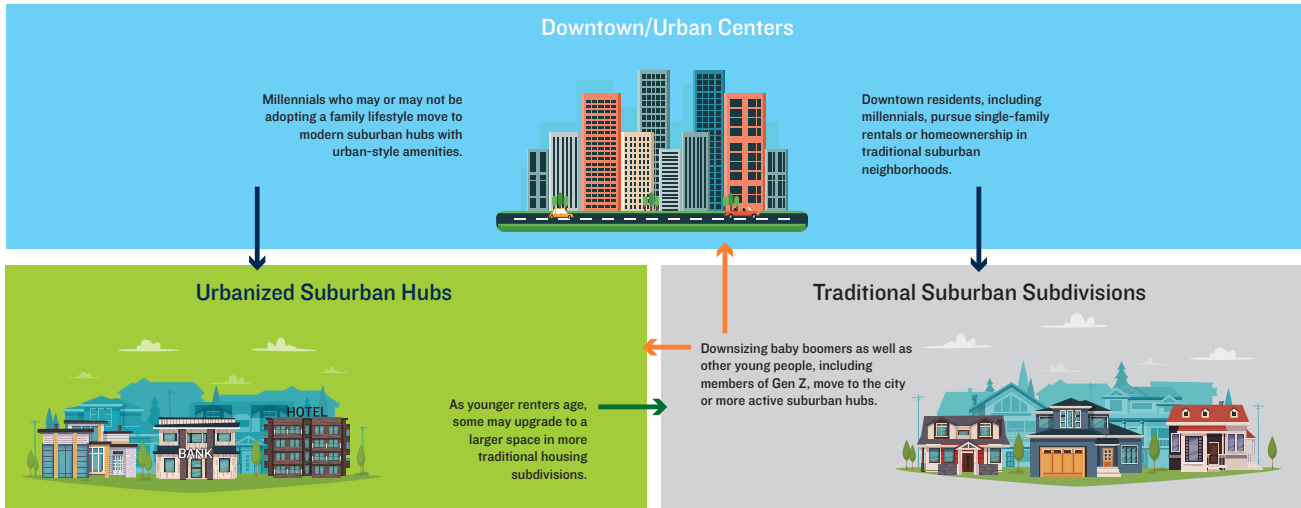 Downtown/Urban Centers
Millennials who may or may not be
adopting a family lifestyle move to
modern suburban hubs with
urban-style amenities.
Downtown residents, including
millennials, pursue single-family
rentals or homeownership in
traditional suburban
neighborhoods.
Urbanized Suburban Hubs
HOTEL
BANK
As younger renters age,
some may upgrade to a
larger space in more
traditional housing
subdivisions.
Traditional Suburban Subdivisions
Downsizing baby boomers as well as
other young people, including
members of Gen Z, move to the city
or more active suburban hubs.